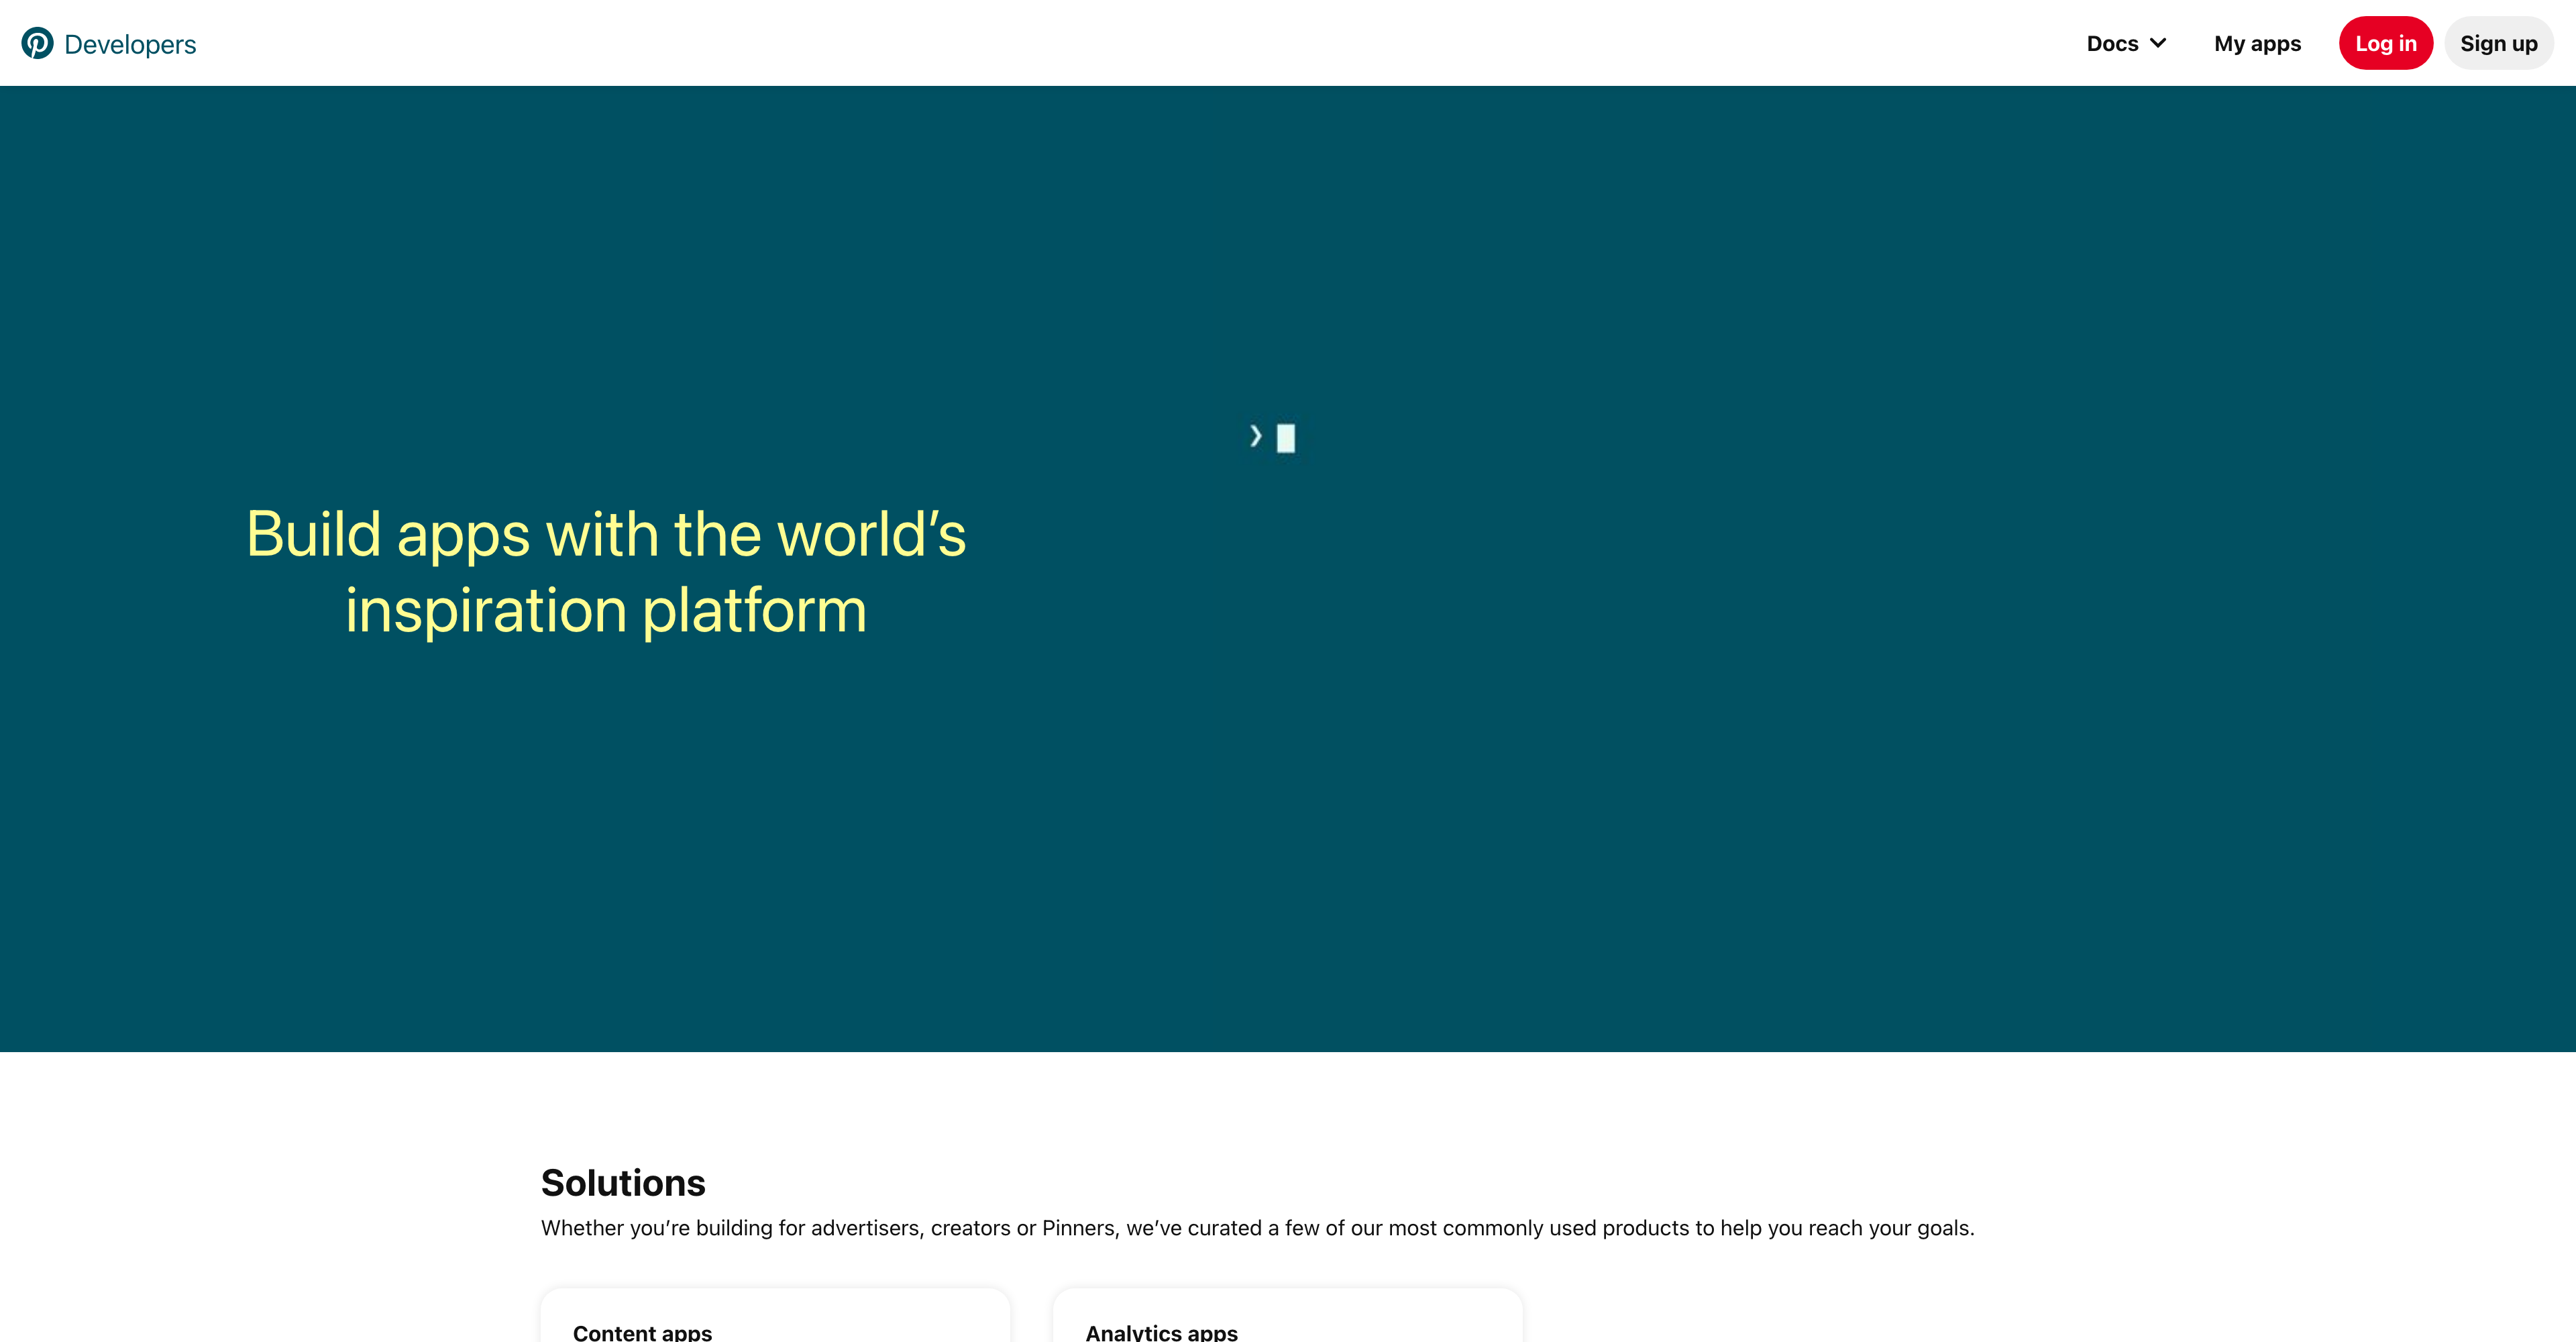 Developers
Docs
My apps
Log in
Sign up
Build apps with the world’s
inspiration platform
Solutions
Whether you’re building for advertisers, creators or Pinners, we’ve curated a few of our most commonly used products to help you reach your goals.
Content apps
Analytics apps